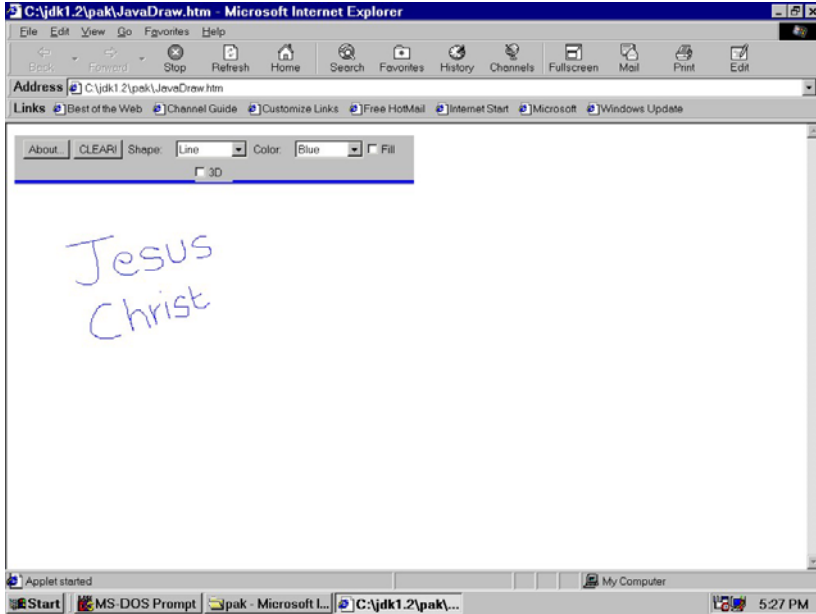 C:\jdk1.2\pak\JavaDraw.htm - Microsoft Internet Explorer
File Edit View Go Favorites Help
Back Forward Stop Refresh Home Search Favorites History Channels Fullscreen Mail Print Edit
Address C:\jdk1.2\pak\JavaDraw.htm
Links Best of the Web Channel Guide Customize Links Free HotMail Internet Start Microsoft Windows Update
About... CLEAR! Shape: Line Color: Blue Fill
3D
Jesus
Christ
Applet started My Computer
Start MS-DOS Prompt pak - Microsoft I... C:\jdk1.2\pak\... 5:27 PM